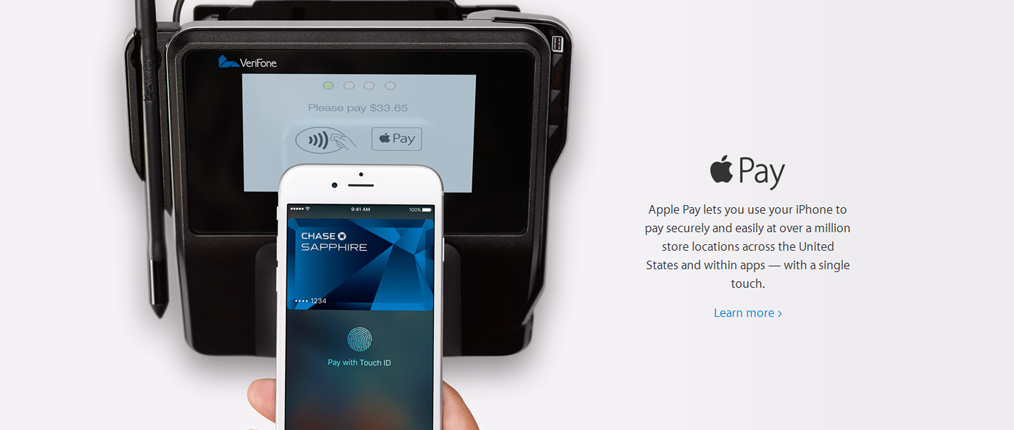 VeriFone
Please pay $33.65
Pay
9:41 AM
100%
CHASE
SAPPHIRE
•••• 1234
Pay with Touch ID
Pay
Apple Pay lets you use your iPhone to
pay securely and easily at over a million
store locations across the United
States and within apps — with a single
touch.
Learn more ›